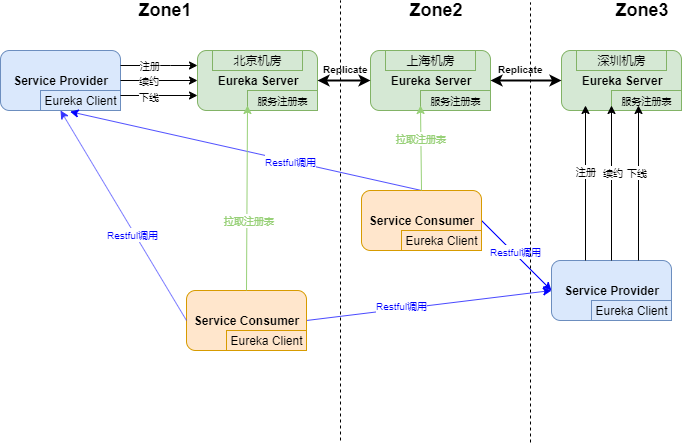 Zone1
Zone2
Zone3
北京机房
Eureka Server
服务注册表
上海机房
Eureka Server
服务注册表
深圳机房
Eureka Server
服务注册表
Service Provider
Eureka Client
注册
续约
下线
Replicate
Replicate
拉取注册表
拉取注册表
Restful调用
注册
续约
下线
Restful调用
Service Consumer
Eureka Client
Restful调用
Service Provider
Eureka Client
Restful调用
Service Consumer
Eureka Client